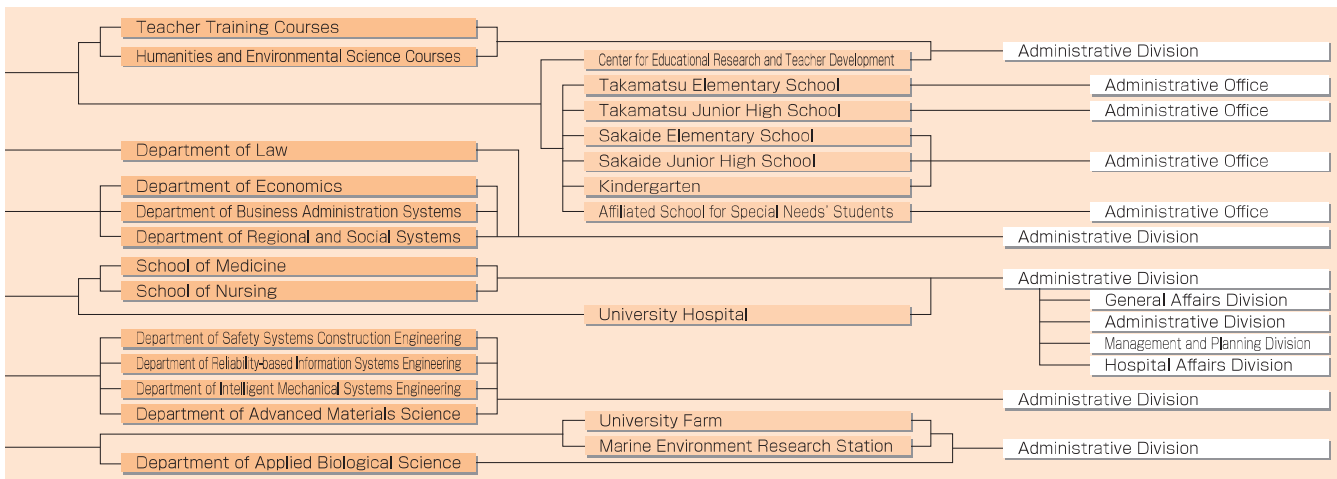 Teacher Training Courses
Humanities and Environmental Science Courses
Administrative Division
Center for Educational Research and Teacher Development
Takamatsu Elementary School
Administrative Office
Takamatsu Junior High School
Administrative Office
Sakaide Elementary School
Department of Law
Sakaide Junior High School
Administrative Office
Department of Economics
Kindergarten
Department of Business Administration Systems
Affiliated School for Special Needs' Students
Administrative Office
Department of Regional and Social Systems
Administrative Division
School of Medicine
Administrative Division
School of Nursing
General Affairs Division
University Hospital
Administrative Division
Department of Safety Systems Construction Engineering
Management and Planning Division
Department of Reliability-based Information Systems Engineering
Hospital Affairs Division
Department of Intelligent Mechanical Systems Engineering
Administrative Division
Department of Advanced Materials Science
University Farm
Marine Environment Research Station
Administrative Division
Department of Applied Biological Science